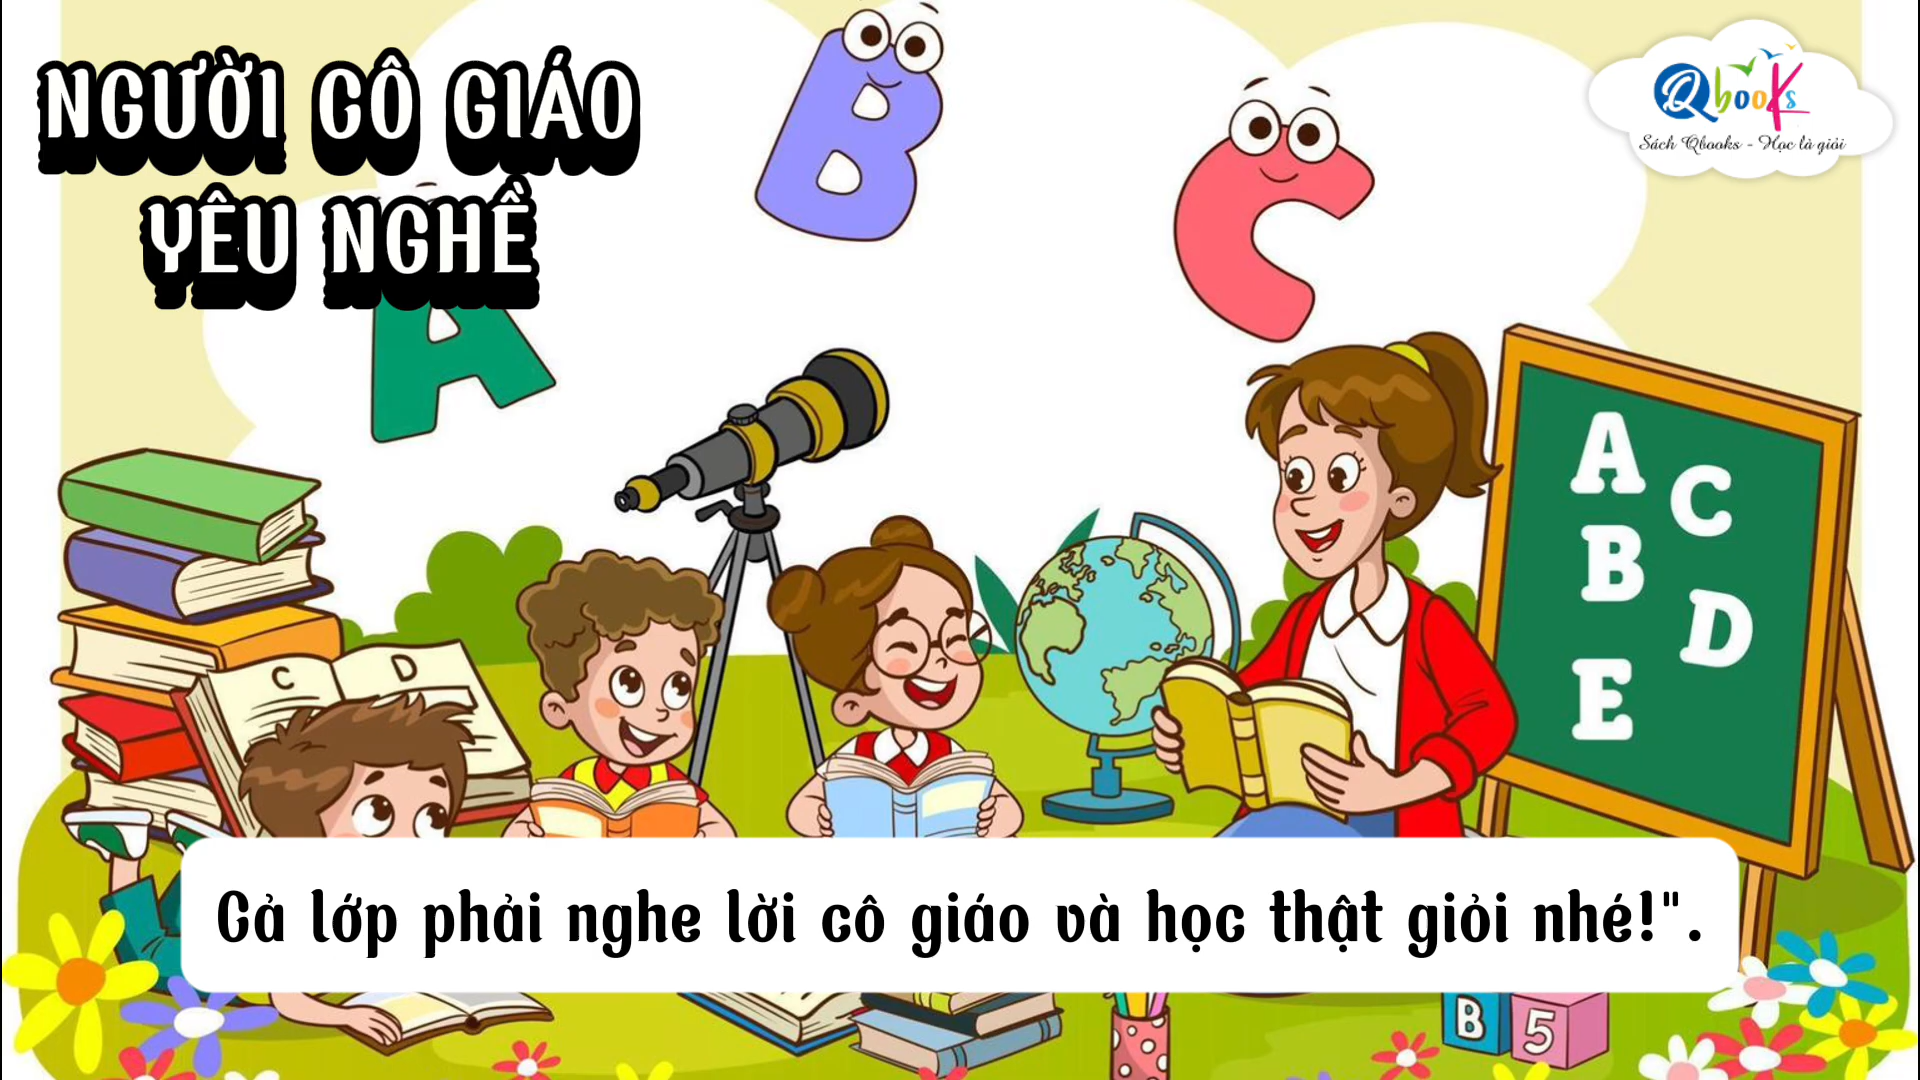 NGƯỜI CÔ GIÁO
YÊU NGHỀ
Qbooks
Sách Qbooks - Học là giỏi
B
C
A
A
C
B
D
E
C D
Cả lớp phải nghe lời cô giáo và học thật giỏi nhé!".
B 5